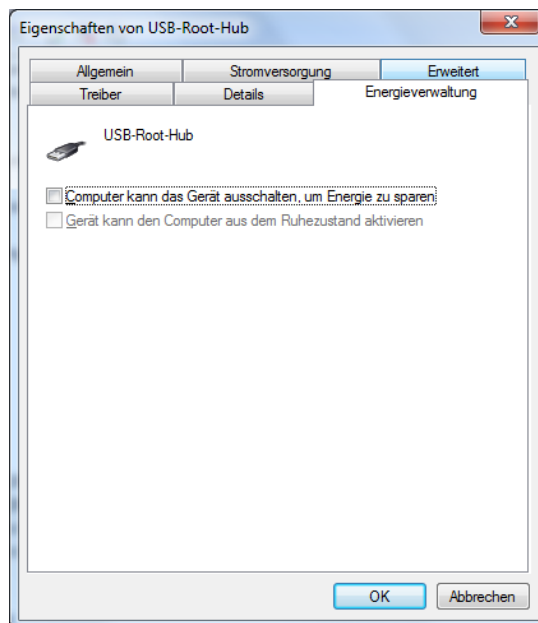 Eigenschaften von USB-Root-Hub
Allgemein Stromversorgung Erweitert
Treiber Details Energieverwaltung
USB-Root-Hub
Computer kann das Gerät ausschalten, um Energie zu sparen
Gerät kann den Computer aus dem Ruhezustand aktivieren
OK Abbrechen